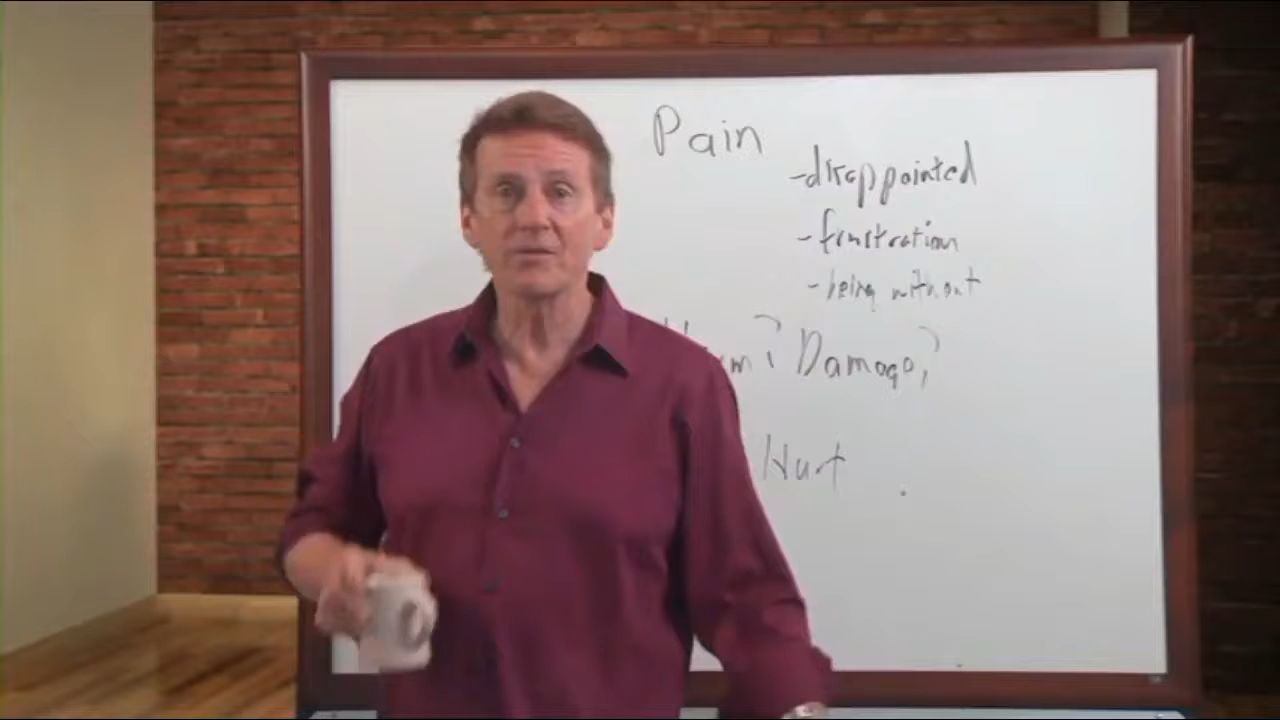 Pain
-disappointed
-frustration
-being without
Damage,
Hurt